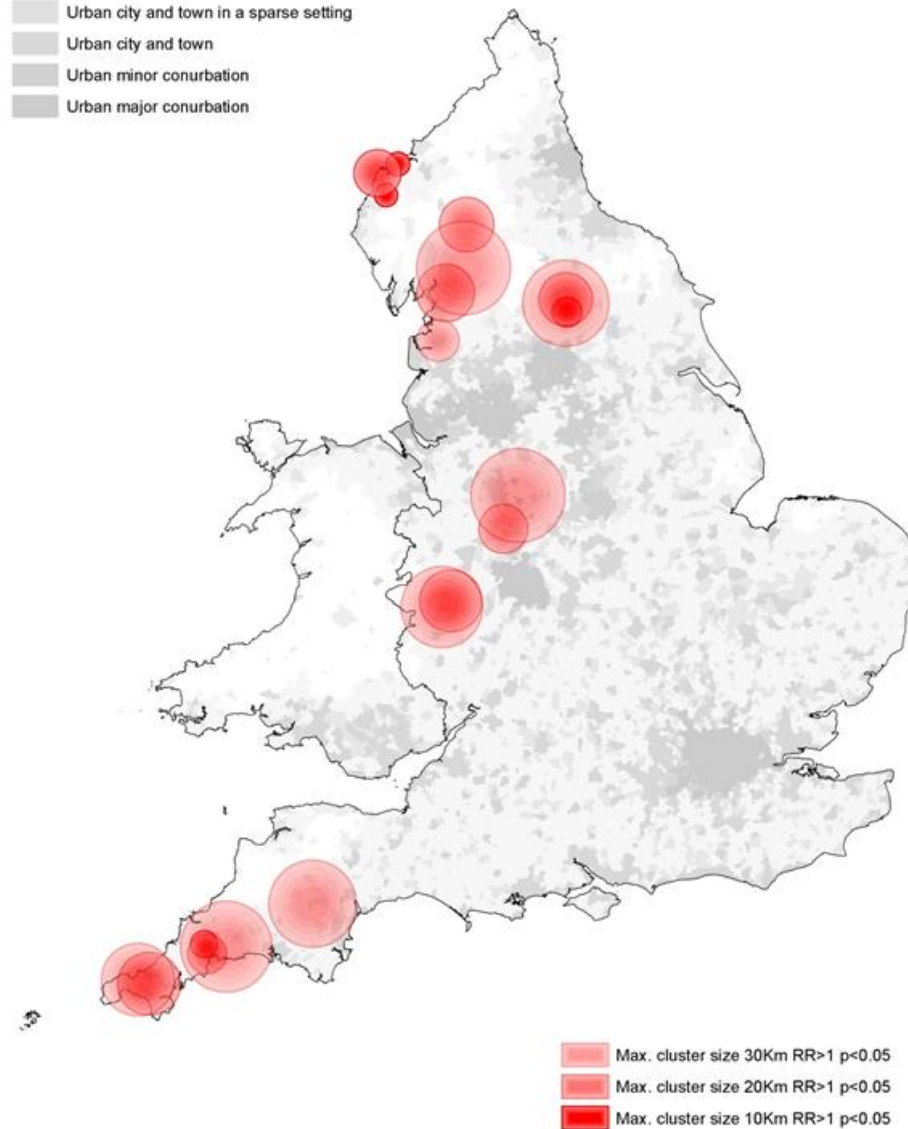 Urban city and town in a sparse setting
Urban city and town
Urban minor conurbation
Urban major conurbation
Max. cluster size 30Km RR>1 p<0.05
Max. cluster size 20Km RR>1 p<0.05
Max. cluster size 10Km RR>1 p<0.05